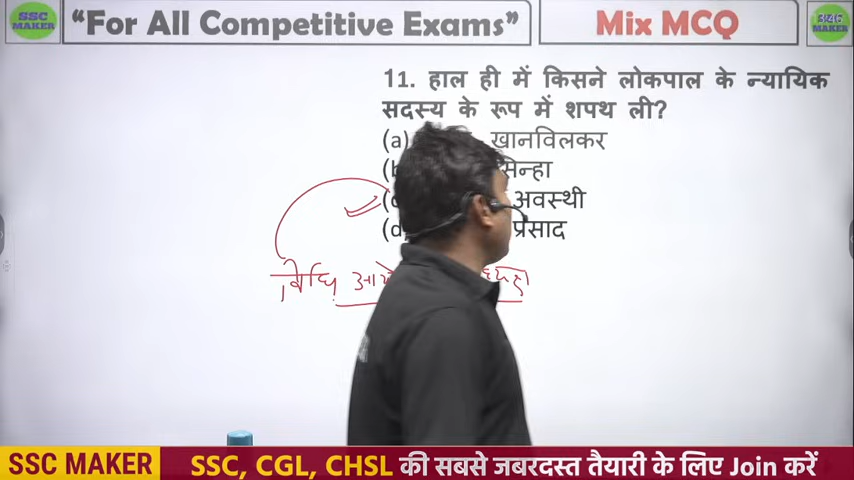 SSC MAKER
“For All Competitive Exams”
Mix MCQ
SSC MAKER
11. हाल ही में किसने लोकपाल के न्यायिक
सदस्य के रूप में शपथ ली?
(a) खानविलकर
सिन्हा
अवस्थी
प्रसाद
विधि
SSC MAKER
SSC, CGL, CHSL की सबसे जबरदस्त तैयारी के लिए Join करें